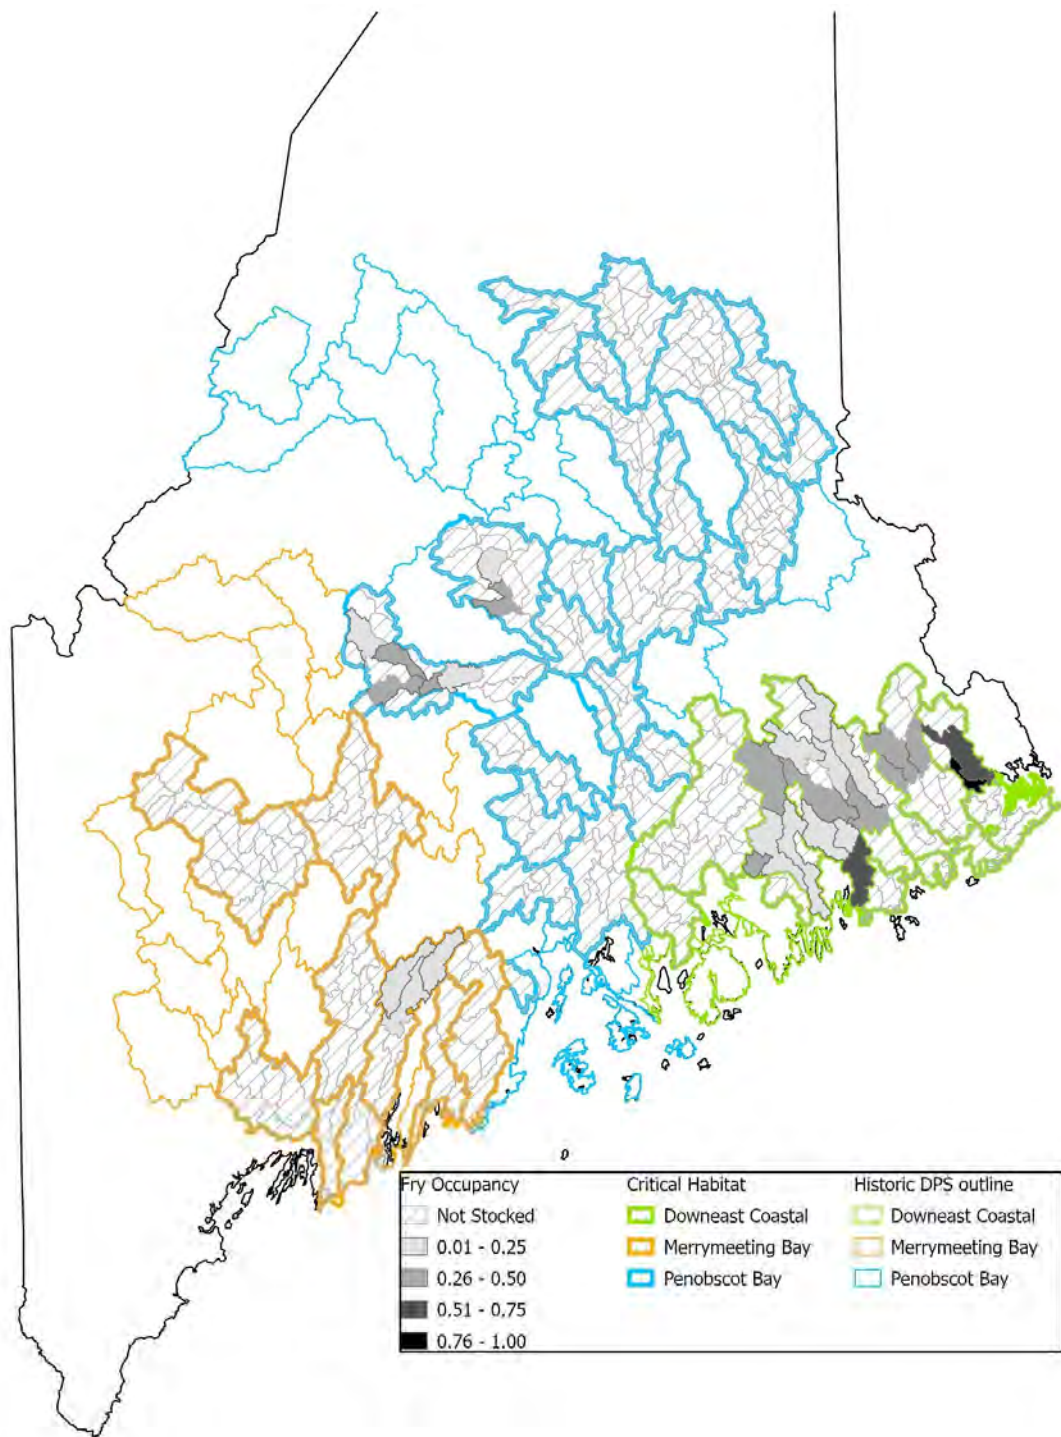 Fry Occupancy Critical Habitat Historic DPS outline
Not Stocked Downeast Coastal Downeast Coastal
0.01 - 0.25 Merrymeeting Bay Merrymeeting Bay
0.26 - 0.50 Penobscot Bay Penobscot Bay
0.51 - 0.75
0.76 - 1.00